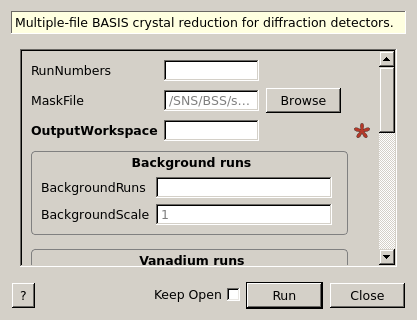 Multiple-file BASIS crystal reduction for diffraction detectors.
RunNumbers
MaskFile /SNS/BSS/s... Browse
OutputWorkspace *
Background runs
BackgroundRuns
BackgroundScale 1
Vanadium runs
? Keep Open Run Close